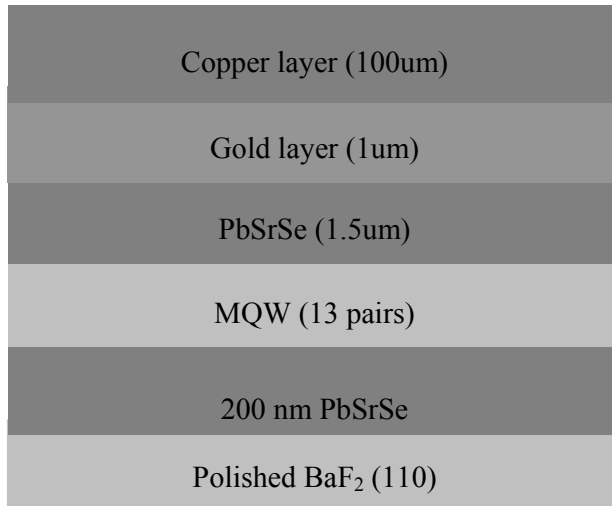 Copper layer (100um)
Gold layer (1um)
PbSrSe (1.5um)
MQW (13 pairs)
200 nm PbSrSe
Polished BaF₂ (110)